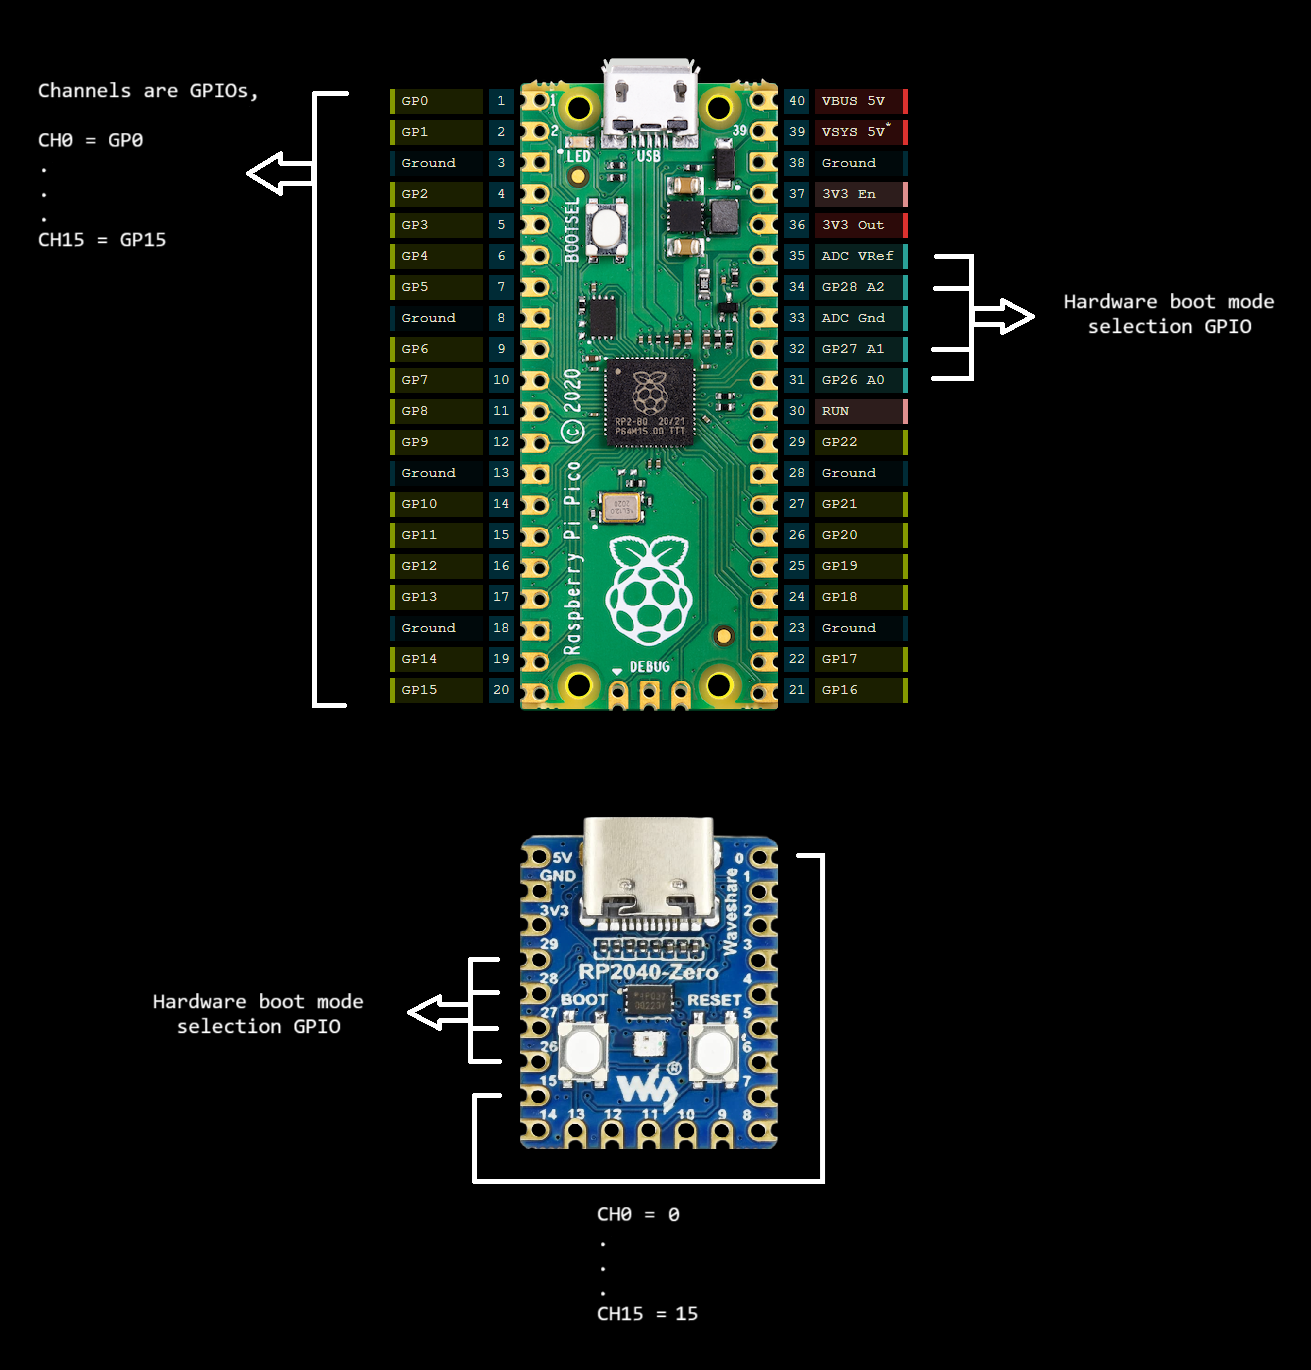 Channels are GPIOs,
CH0 = GP0
.
.
.
CH15 = GP15
GP0 1
GP1 2
Ground 3
GP2 4
GP3 5
GP4 6
GP5 7
Ground 8
GP6 9
GP7 10
GP8 11
GP9 12
Ground 13
GP10 14
GP11 15
GP12 16
GP13 17
Ground 18
GP14 19
GP15 20
1
2
39
LED
USB
BOOTSEL
Raspberry Pi Pico © 2020
RP2-B0 20/21
P64M15.00 TTT
DEBUG
40 VBUS 5V
39 VSYS 5V*
38 Ground
37 3V3 En
36 3V3 Out
35 ADC VRef
34 GP28 A2
33 ADC Gnd
32 GP27 A1
31 GP26 A0
30 RUN
29 GP22
28 Ground
27 GP21
26 GP20
25 GP19
24 GP18
23 Ground
22 GP17
21 GP16
Hardware boot mode
selection GPIO
Hardware boot mode
selection GPIO
5V
GND
3V3
29
28
27
26
15
14
13
12
11
10
9
8
7
6
5
4
3
2
1
0
Waveshare
RP2040-Zero
BOOT
RESET
CH0 = 0
.
.
.
CH15 = 15